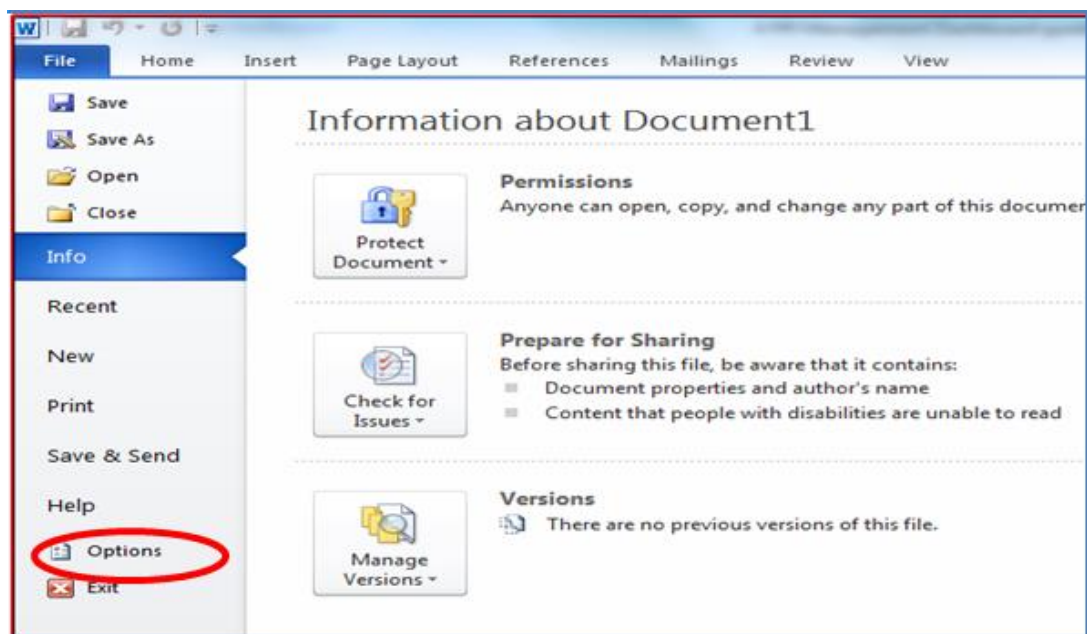 W
File Home Insert Page Layout References Mailings Review View
Save
Save As
Open
Close
Info
Recent
New
Print
Save & Send
Help
Options
Exit
Information about Document1
Protect
Document
Permissions
Anyone can open, copy, and change any part of this documen
Check for
Issues
Prepare for Sharing
Before sharing this file, be aware that it contains:
Document properties and author's name
Content that people with disabilities are unable to read
Manage
Versions
Versions
There are no previous versions of this file.